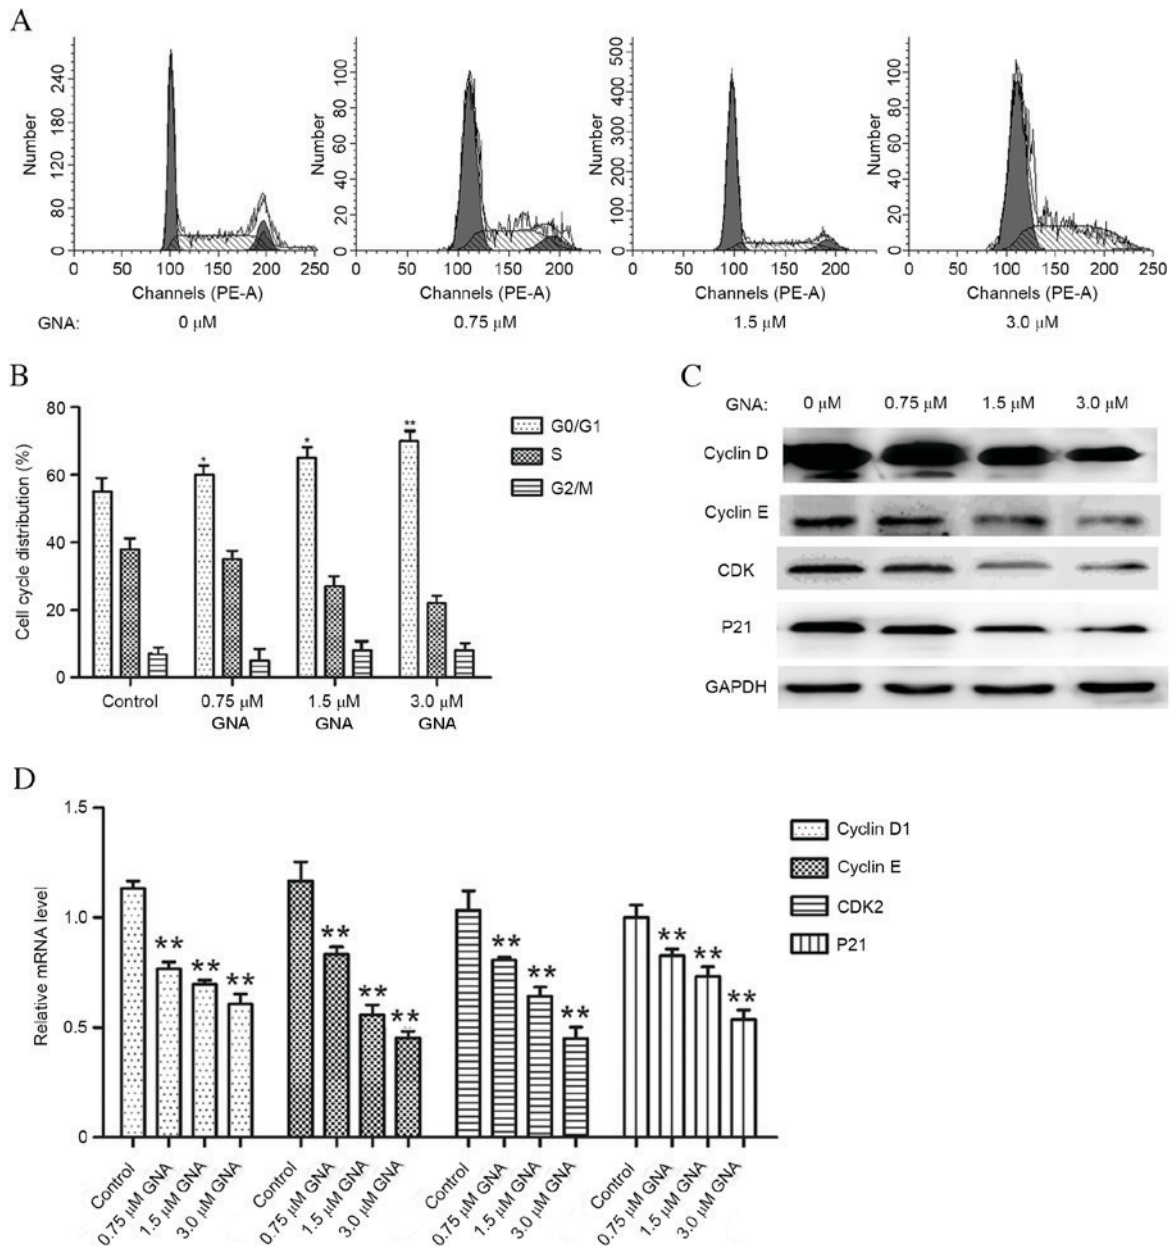 A
Number
240
180
120
80
0
0 50 100 150 200 250
Channels (PE-A)
Number
100
80
60
40
20
0
0 50 100 150 200
Channels (PE-A)
Number
500
400
300
200
100
0
0 50 100 150 200
Channels (PE-A)
Number
100
80
60
40
20
0
0 50 100 150 200 250
Channels (PE-A)
GNA: 0 μM 0.75 μM 1.5 μM 3.0 μM
B
Cell cycle distribution (%)
80
60
40
20
0
* * **
G0/G1
S
G2/M
Control 0.75 μM 1.5 μM 3.0 μM
GNA GNA GNA
C
GNA: 0 μM 0.75 μM 1.5 μM 3.0 μM
Cyclin D
Cyclin E
CDK
P21
GAPDH
D
Relative mRNA level
1.5
1.0
0.5
0
** ** **
** ** **
** ** **
** ** **
Cyclin D1
Cyclin E
CDK2
P21
Control
0.75 μM GNA
1.5 μM GNA
3.0 μM GNA
Control
0.75 μM GNA
1.5 μM GNA
3.0 μM GNA
Control
0.75 μM GNA
1.5 μM GNA
3.0 μM GNA
Control
0.75 μM GNA
1.5 μM GNA
3.0 μM GNA